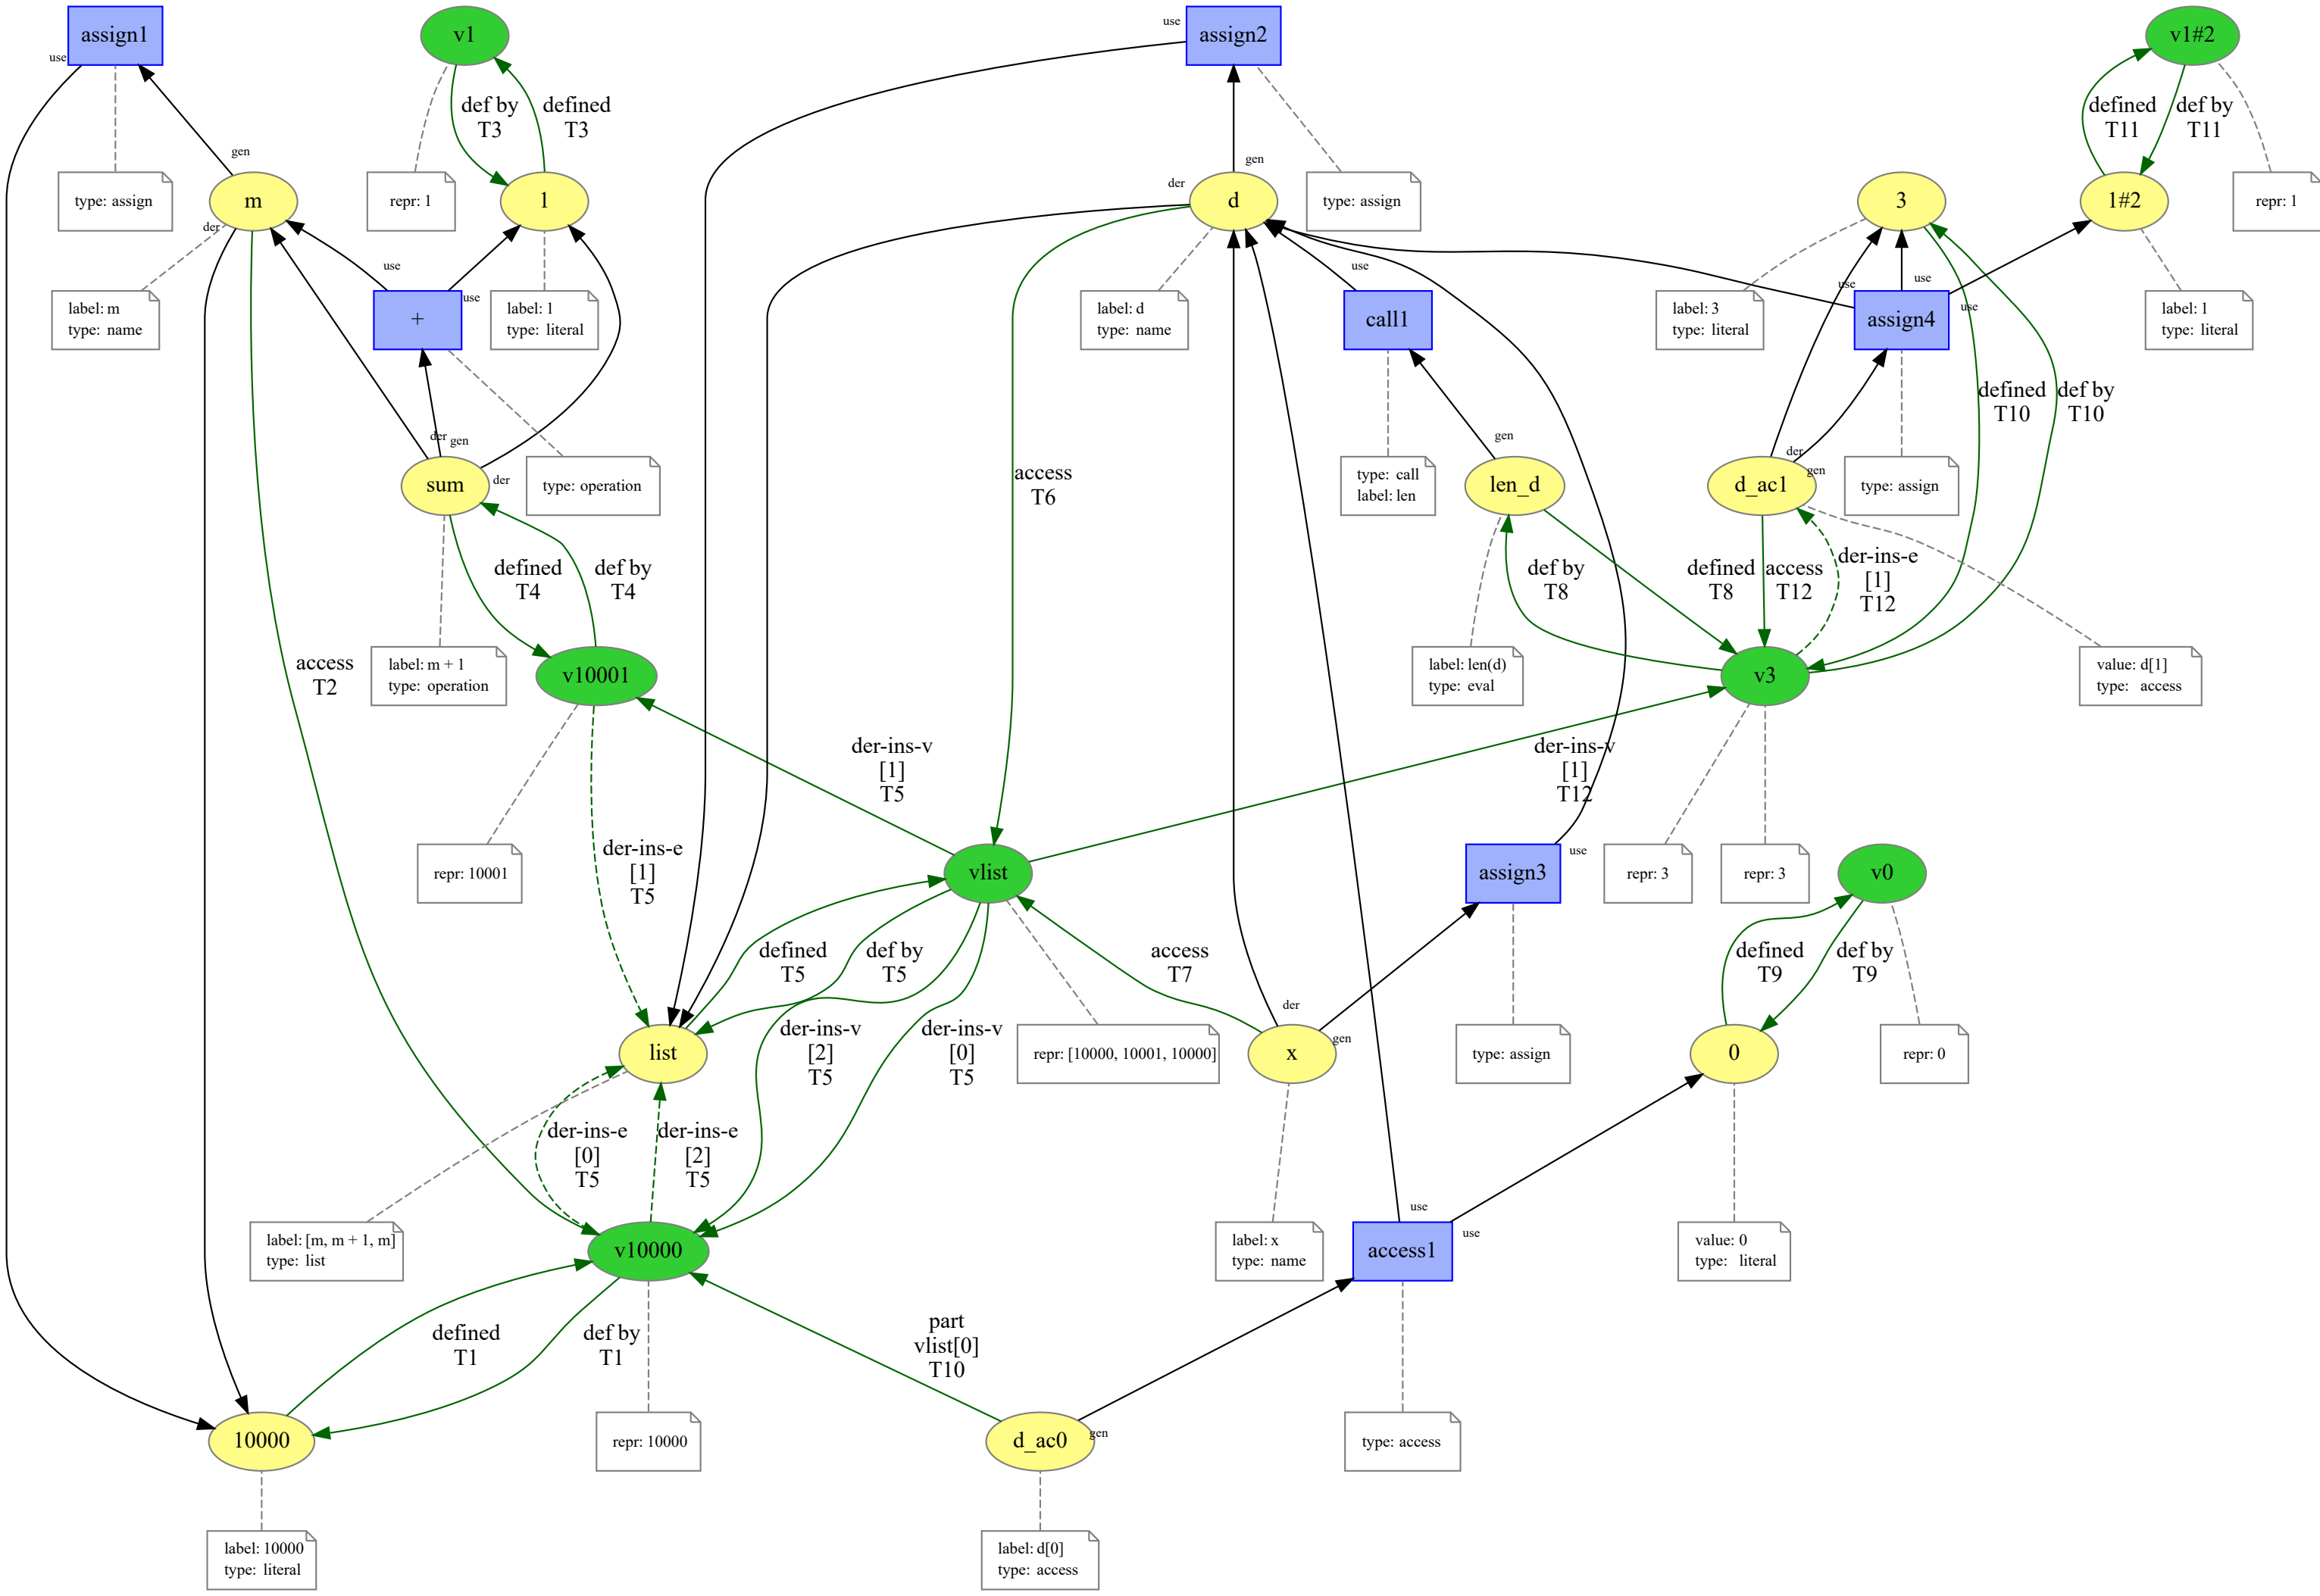 assign1
v1
use
assign2
v1#2
use
def by
T3
defined
T3
defined
T11
def by
T11
gen
gen
type: assign
m
repr: 1
1
der
d
type: assign
3
1#2
repr: 1
der
use
use
use
use
use
use
label: m
type: name
+
label: 1
type: literal
label: d
type: name
call1
label: 3
type: literal
assign4
label: 1
type: literal
defined
T10
def by
T10
der
gen
gen
der
gen
der
sum
type: operation
access
T6
type: call
label: len
len_d
d_ac1
type: assign
defined
T4
def by
T4
def by
T8
defined
T8
access
T12
der-ins-e
[1]
T12
access
T2
label: m + 1
type: operation
v10001
label: len(d)
type: eval
v3
value: d[1]
type: access
der-ins-v
[1]
T5
der-ins-v
[1]
T12
use
repr: 10001
der-ins-e
[1]
T5
vlist
assign3
repr: 3
repr: 3
v0
defined
T5
def by
T5
access
T7
defined
T9
def by
T9
der
gen
list
der-ins-v
[2]
T5
der-ins-v
[0]
T5
repr: [10000, 10001, 10000]
x
type: assign
0
repr: 0
der-ins-e
[0]
T5
der-ins-e
[2]
T5
use
use
label: [m, m + 1, m]
type: list
v10000
label: x
type: name
access1
value: 0
type: literal
defined
T1
def by
T1
part
vlist[0]
T10
gen
10000
repr: 10000
d_ac0
type: access
label: 10000
type: literal
label: d[0]
type: access